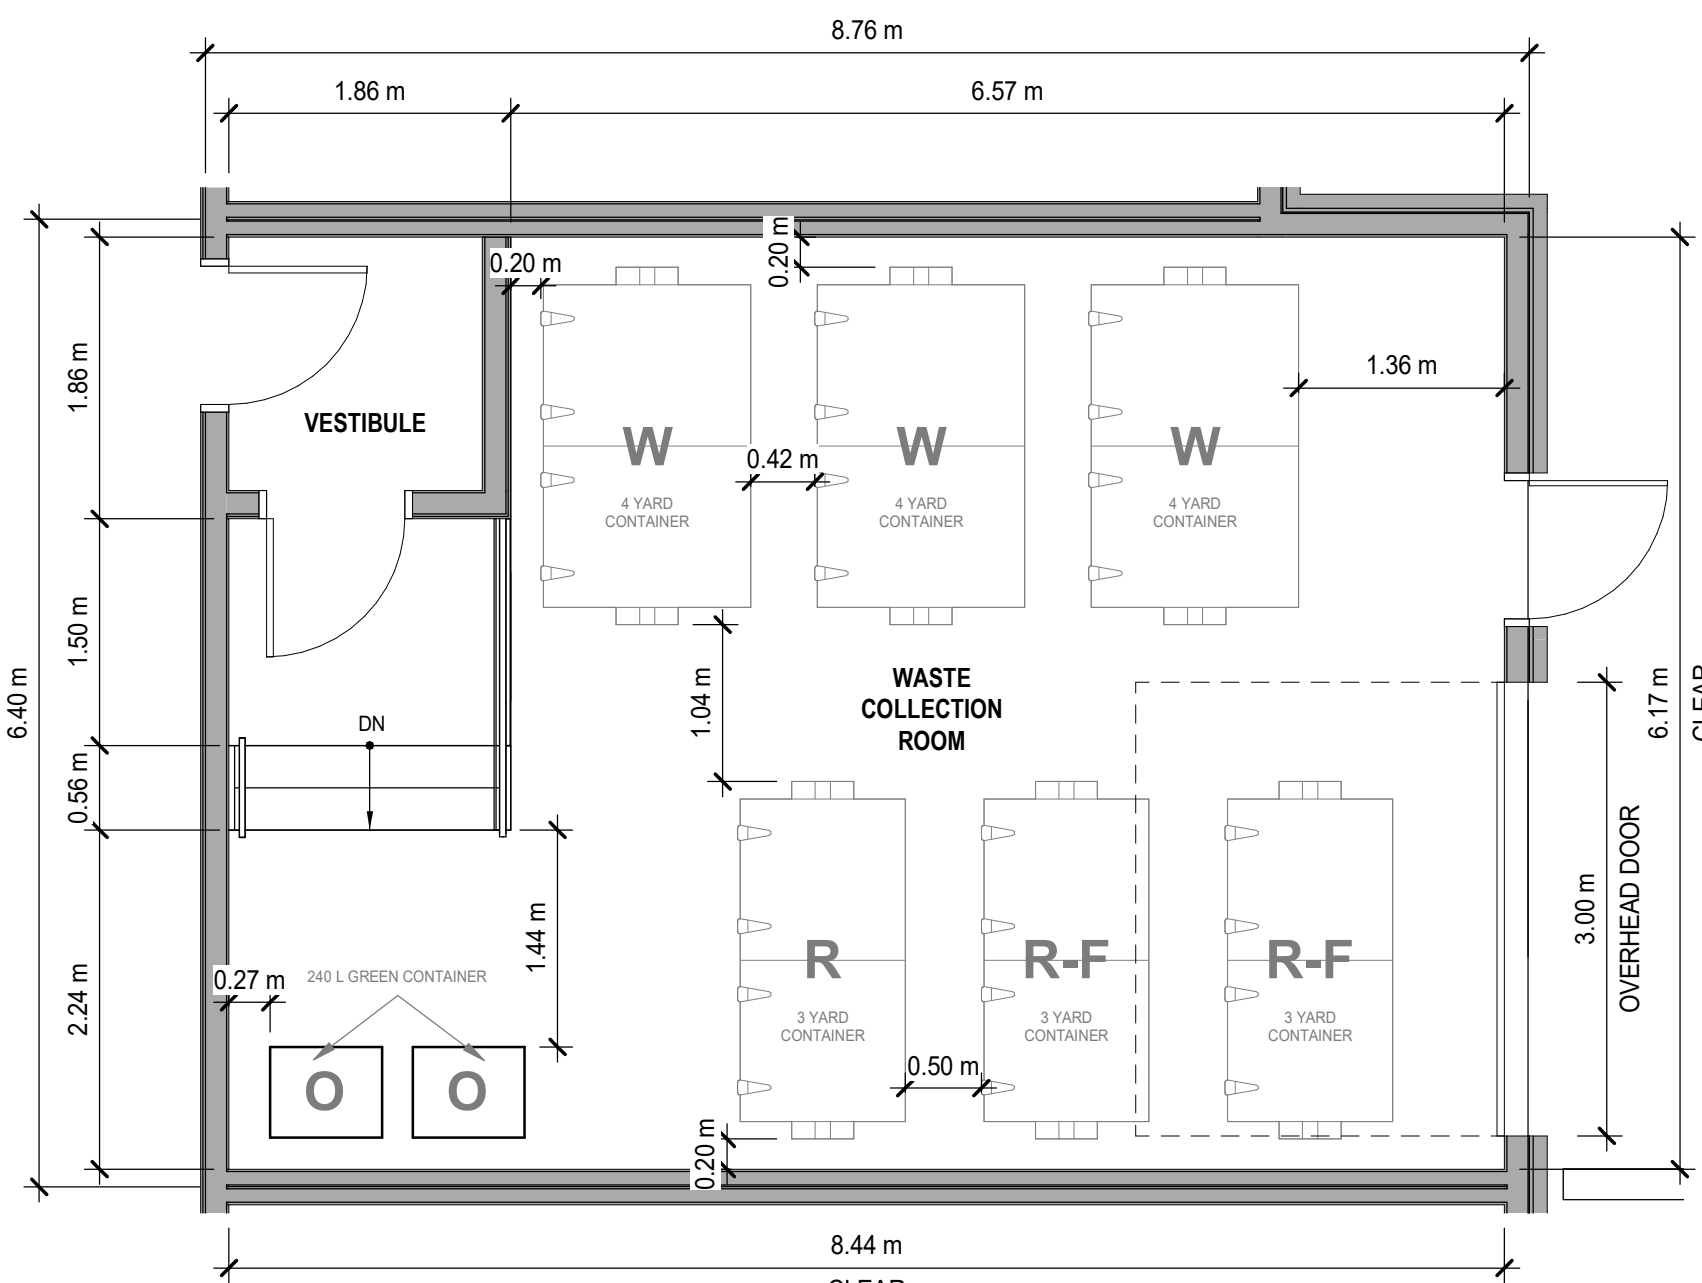 8.76 m
1.86 m
6.57 m
0.20 m
0.20 m
1.86 m
VESTIBULE
W
4 YARD
CONTAINER
0.42 m
W
4 YARD
CONTAINER
W
4 YARD
CONTAINER
1.36 m
6.40 m
1.50 m
1.04 m
WASTE
COLLECTION
ROOM
6.17 m
CLEAR
DN
0.56 m
1.44 m
3.00 m
OVERHEAD DOOR
R
3 YARD
CONTAINER
R-F
3 YARD
CONTAINER
R-F
3 YARD
CONTAINER
0.50 m
2.24 m
0.27 m
240 L GREEN CONTAINER
O
O
0.20 m
8.44 m
CLEAR